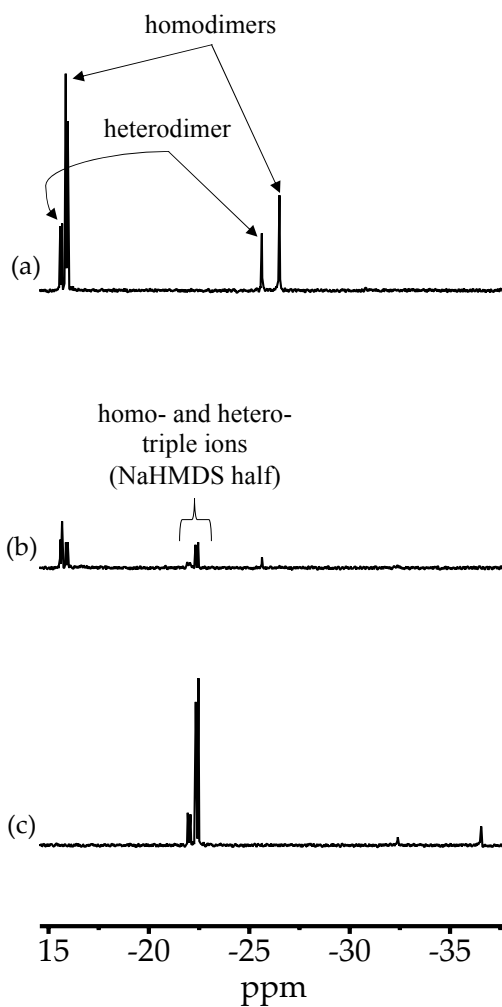 homodimers
heterodimer
(a)
homo- and hetero-
triple ions
(NaHMDS half)
(b)
(c)
15 -20 -25 -30 -35
ppm